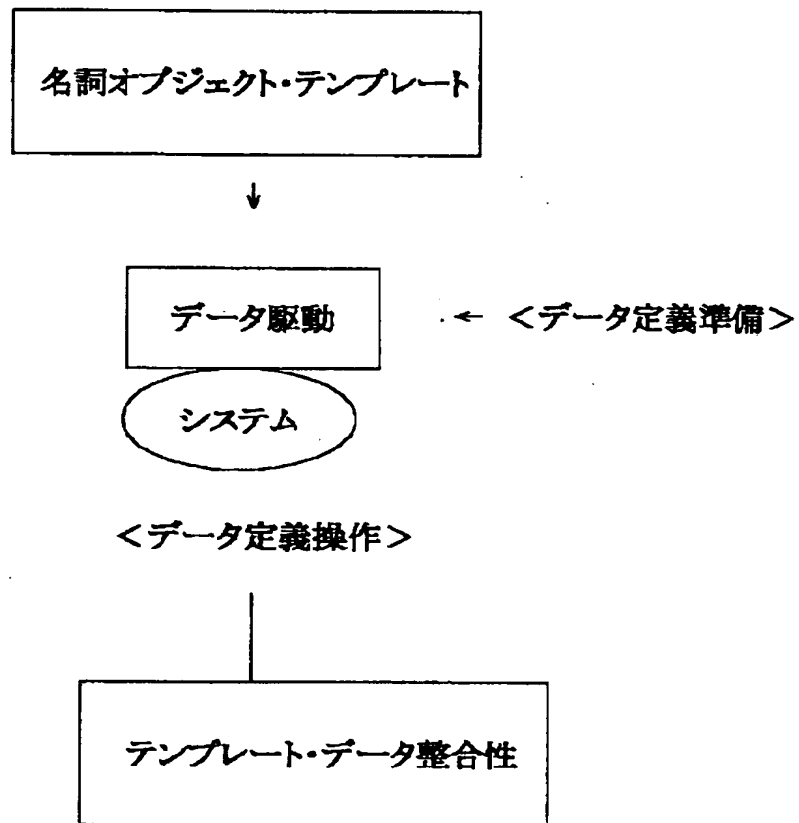 名詞オブジェクト・テンプレート
↓
データ駆動
← <データ定義準備>
システム
<データ定義操作>
テンプレート・データ整合性